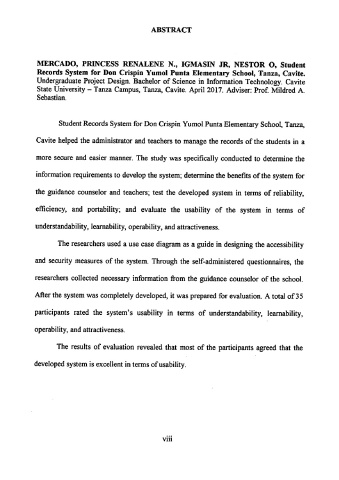 ABSTRACT
MERCADO, PRINCESS RENALENE N., IGMASIN JR, NESTOR O, Student
Records System for Don Crispin Yumol Punta Elementary School, Tanza, Cavite.
Undergraduate Project Design. Bachelor of Science in Information Technology. Cavite
State University – Tanza Campus, Tanza, Cavite. April 2017. Adviser: Prof. Mildred A.
Sebastian.
Student Records System for Don Crispin Yumol Punta Elementary School, Tanza,
Cavite helped the administrator and teachers to manage the records of the students in a
more secure and easier manner. The study was specifically conducted to determine the
information requirements to develop the system; determine the benefits of the system for
the guidance counselor and teachers; test the developed system in terms of reliability,
efficiency, and portability; and evaluate the usability of the system in terms of
understandability, learnability, operability, and attractiveness.
The researchers used a use case diagram as a guide in designing the accessibility
and security measures of the system. Through the self-administered questionnaires, the
researchers collected necessary information from the guidance counselor of the school.
After the system was completely developed, it was prepared for evaluation. A total of 35
participants rated the system's usability in terms of understandability, learnability,
operability, and attractiveness.
The results of evaluation revealed that most of the participants agreed that the
developed system is excellent in terms of usability.
viii